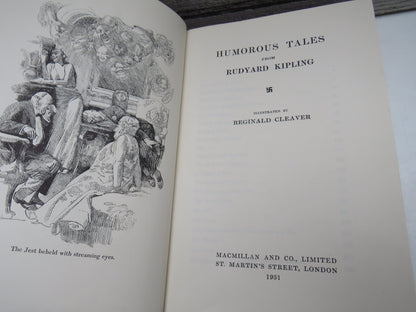 The Jest beheld with streaming eyes.
HUMOROUS TALES
FROM
RUDYARD KIPLING
ILLUSTRATED BY
REGINALD CLEAVER
MACMILLAN AND CO., LIMITED
ST. MARTIN'S STREET, LONDON
1951